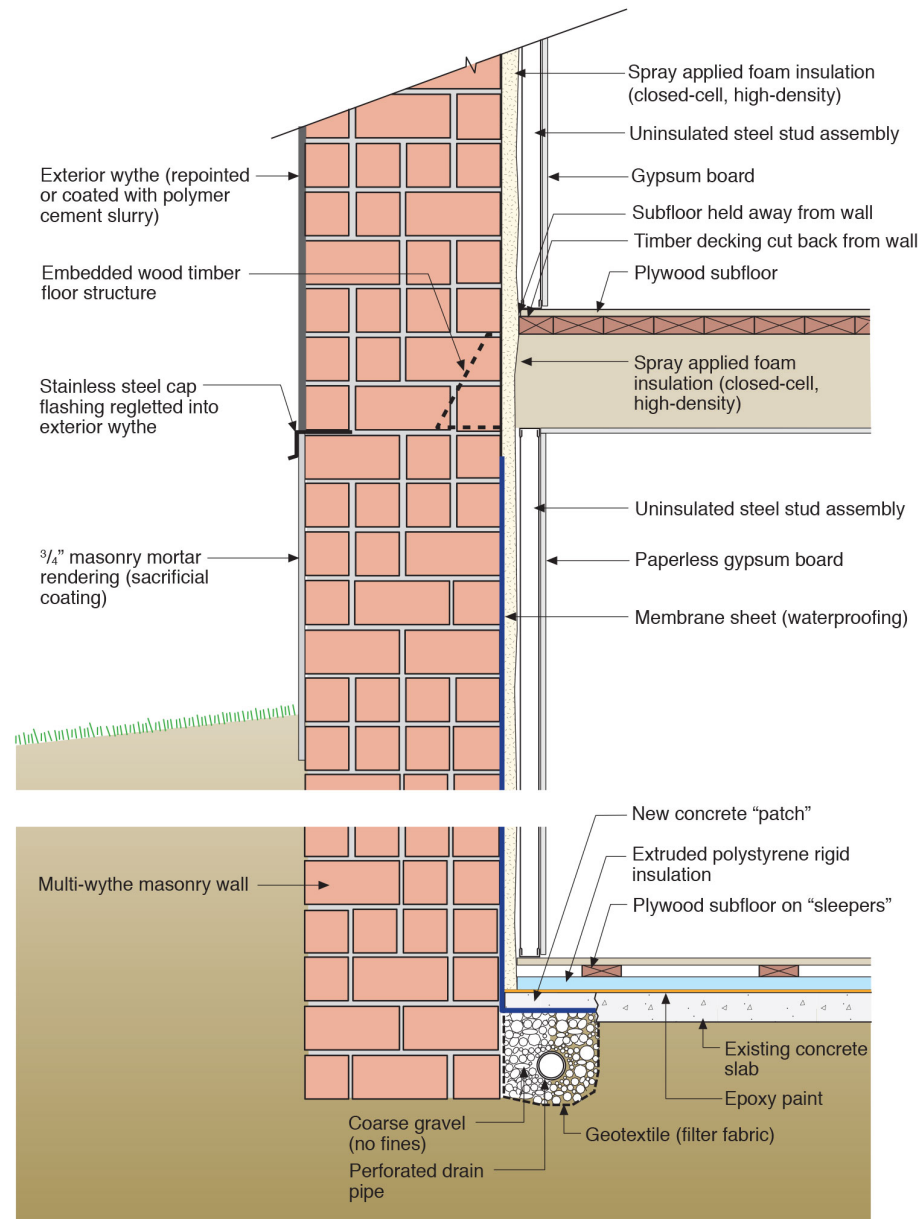 Spray applied foam insulation
(closed-cell, high-density)
Uninsulated steel stud assembly
Exterior wythe (repointed
or coated with polymer
cement slurry)
Gypsum board
Subfloor held away from wall
Timber decking cut back from wall
Embedded wood timber
floor structure
Plywood subfloor
Stainless steel cap
flashing regletted into
exterior wythe
Spray applied foam
insulation (closed-cell,
high-density)
Uninsulated steel stud assembly
3/4” masonry mortar
rendering (sacrificial
coating)
Paperless gypsum board
Membrane sheet (waterproofing)
New concrete “patch”
Extruded polystyrene rigid
insulation
Multi-wythe masonry wall
Plywood subfloor on “sleepers”
Existing concrete
slab
Epoxy paint
Coarse gravel
(no fines)
Geotextile (filter fabric)
Perforated drain
pipe